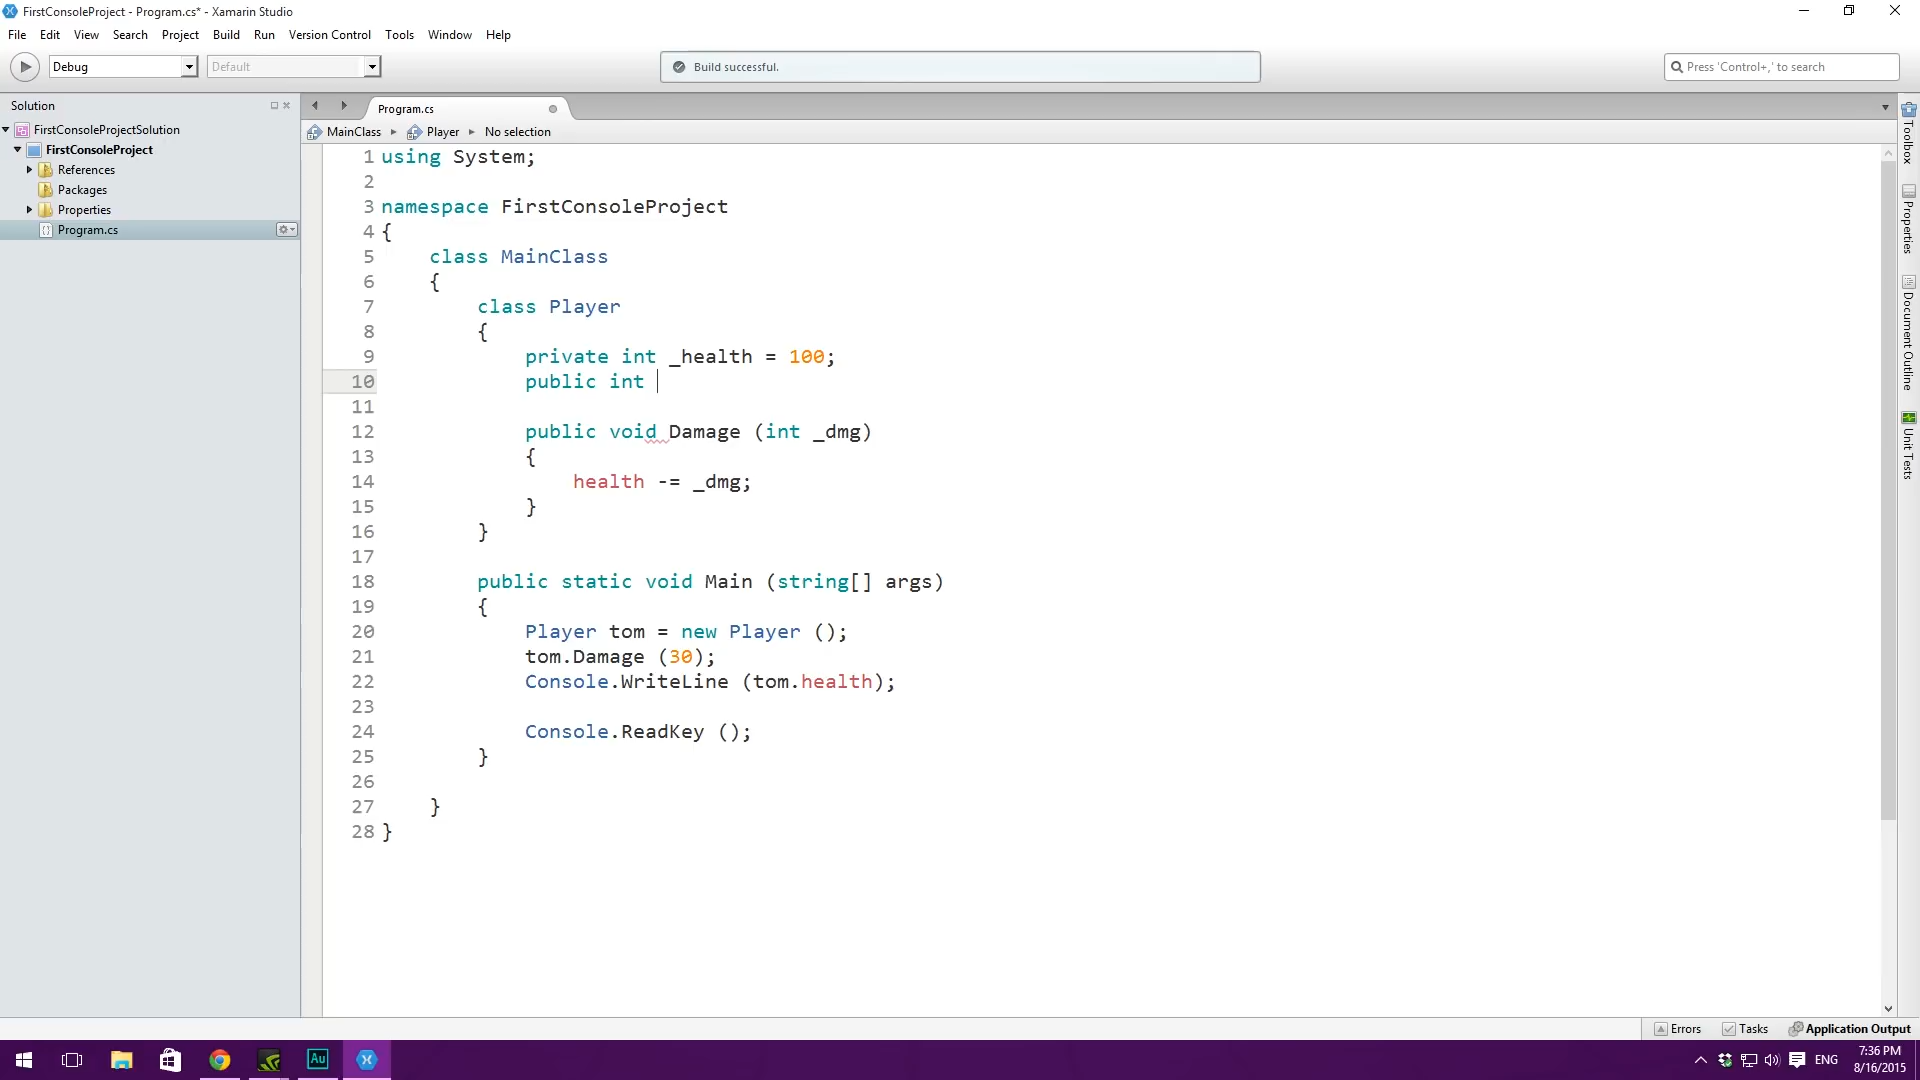 FirstConsoleProject - Program.cs* - Xamarin Studio
File Edit View Search Project Build Run Version Control Tools Window Help
Debug Default Build successful. Press 'Control+,' to search
Solution
FirstConsoleProjectSolution
FirstConsoleProject
References
Packages
Properties
Program.cs
Program.cs
MainClass Player No selection
1 using System;
2
3 namespace FirstConsoleProject
4 {
5 class MainClass
6 {
7 class Player
8 {
9 private int _health = 100;
10 public int
11
12 public void Damage (int _dmg)
13 {
14 health -= _dmg;
15 }
16 }
17
18 public static void Main (string[] args)
19 {
20 Player tom = new Player ();
21 tom.Damage (30);
22 Console.WriteLine (tom.health);
23
24 Console.ReadKey ();
25 }
26
27 }
28 }
Toolbox
Properties
Document Outline
Unit Tests
Errors Tasks Application Output
Au
ENG
7:36 PM
8/16/2015